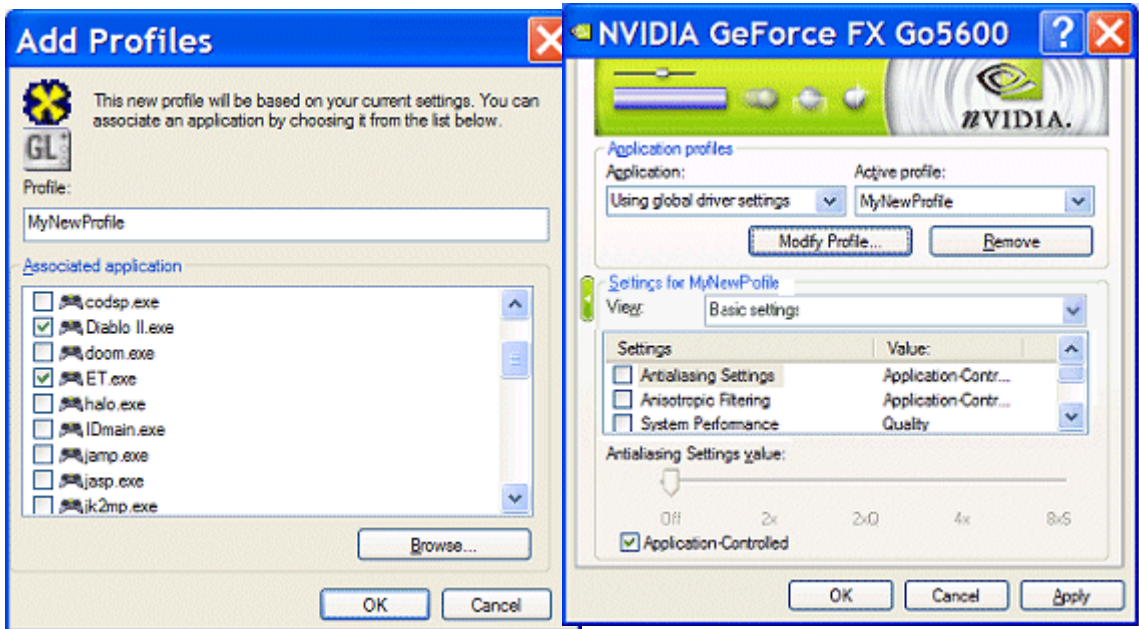 Add Profiles
This new profile will be based on your current settings. You can
associate an application by choosing it from the list below.
GL
Profile:
MyNewProfile
Associated application
codsp.exe
Diablo II.exe
doom.exe
ET.exe
halo.exe
IDmain.exe
jamp.exe
jasp.exe
jk2mp.exe
Browse...
OK Cancel
NVIDIA GeForce FX Go5600
nVIDIA.
Application profiles
Application: Active profile:
Using global driver settings MyNewProfile
Modify Profile... Remove
Settings for MyNewProfile
View: Basic settings
Settings Value:
Antialiasing Settings Application-Contr...
Anisotropic Filtering Application-Contr...
System Performance Quality
Antialiasing Settings value:
Off 2x 2xQ 4x 8xS
Application-Controlled
OK Cancel Apply